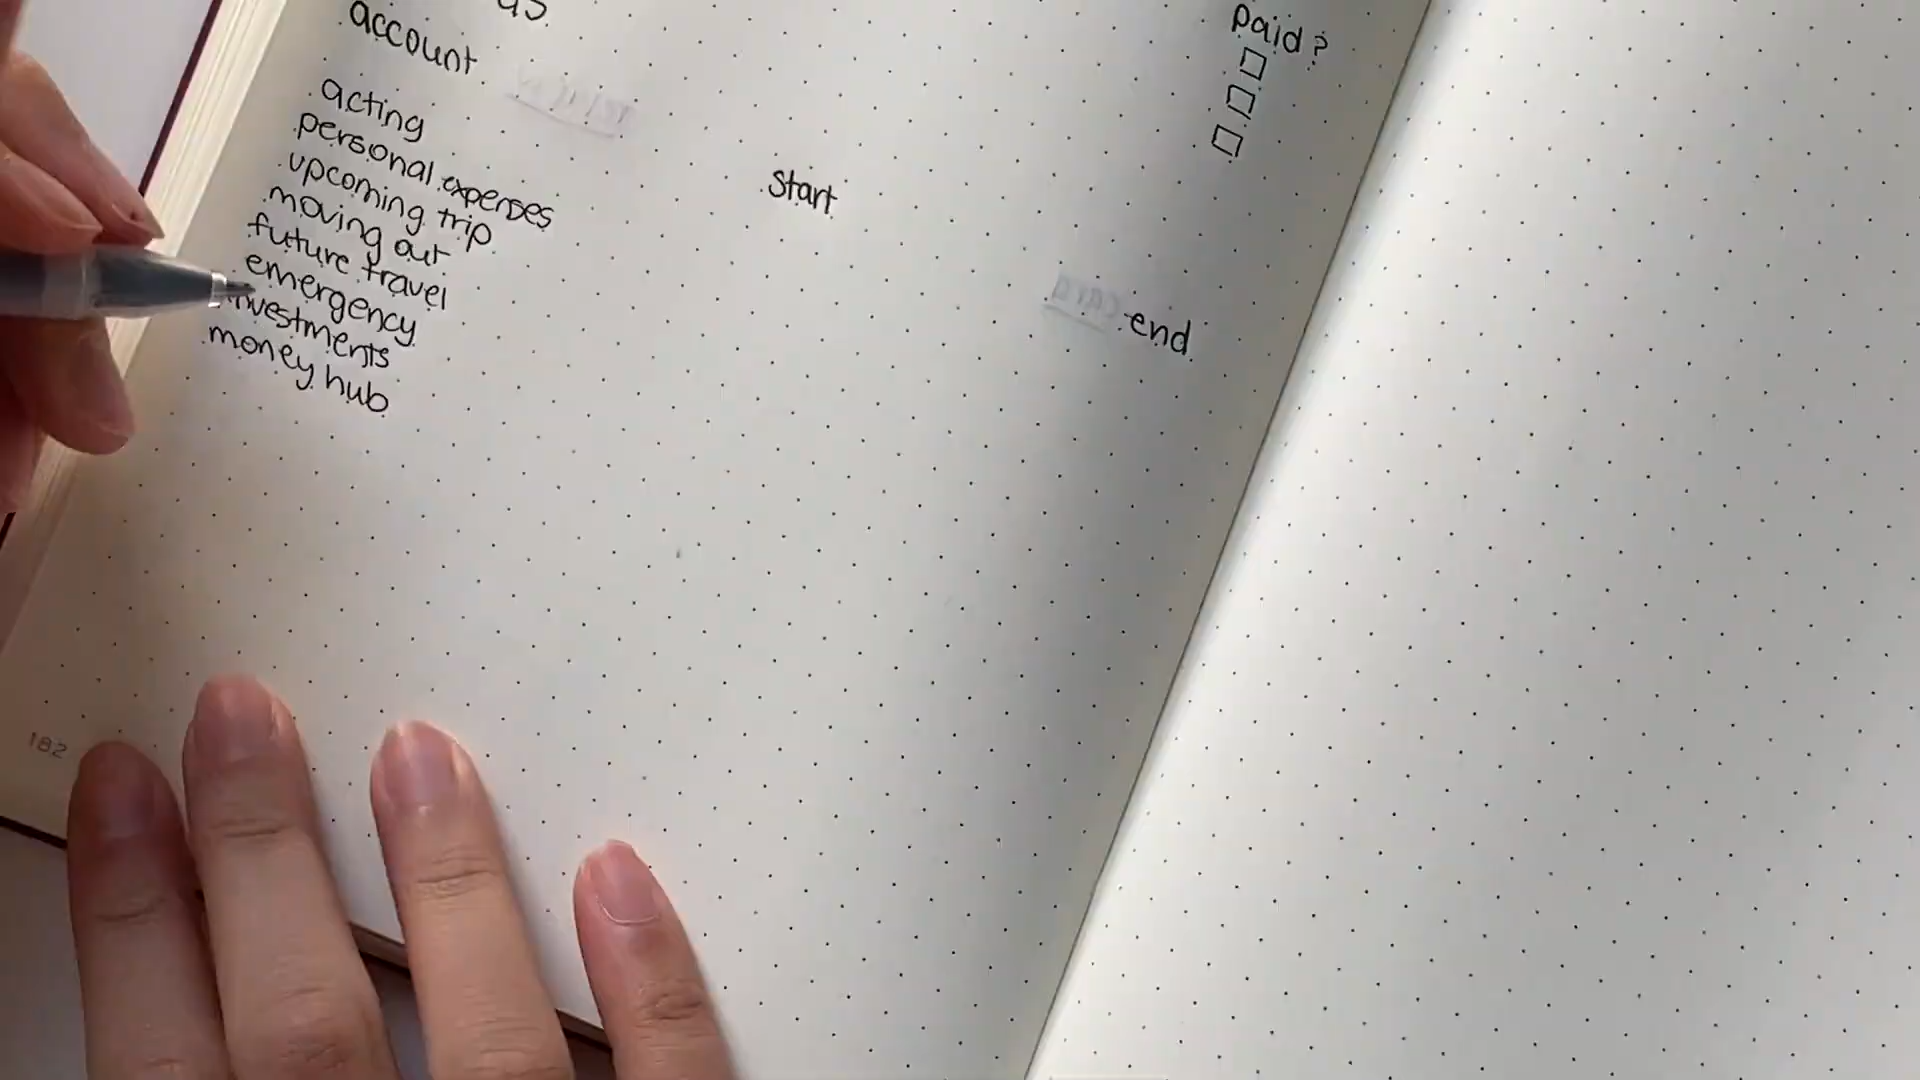 paid?
account
acting
personal expenses
upcoming trip
moving out
future travel
emergency
investments
money hub
Start
end
182